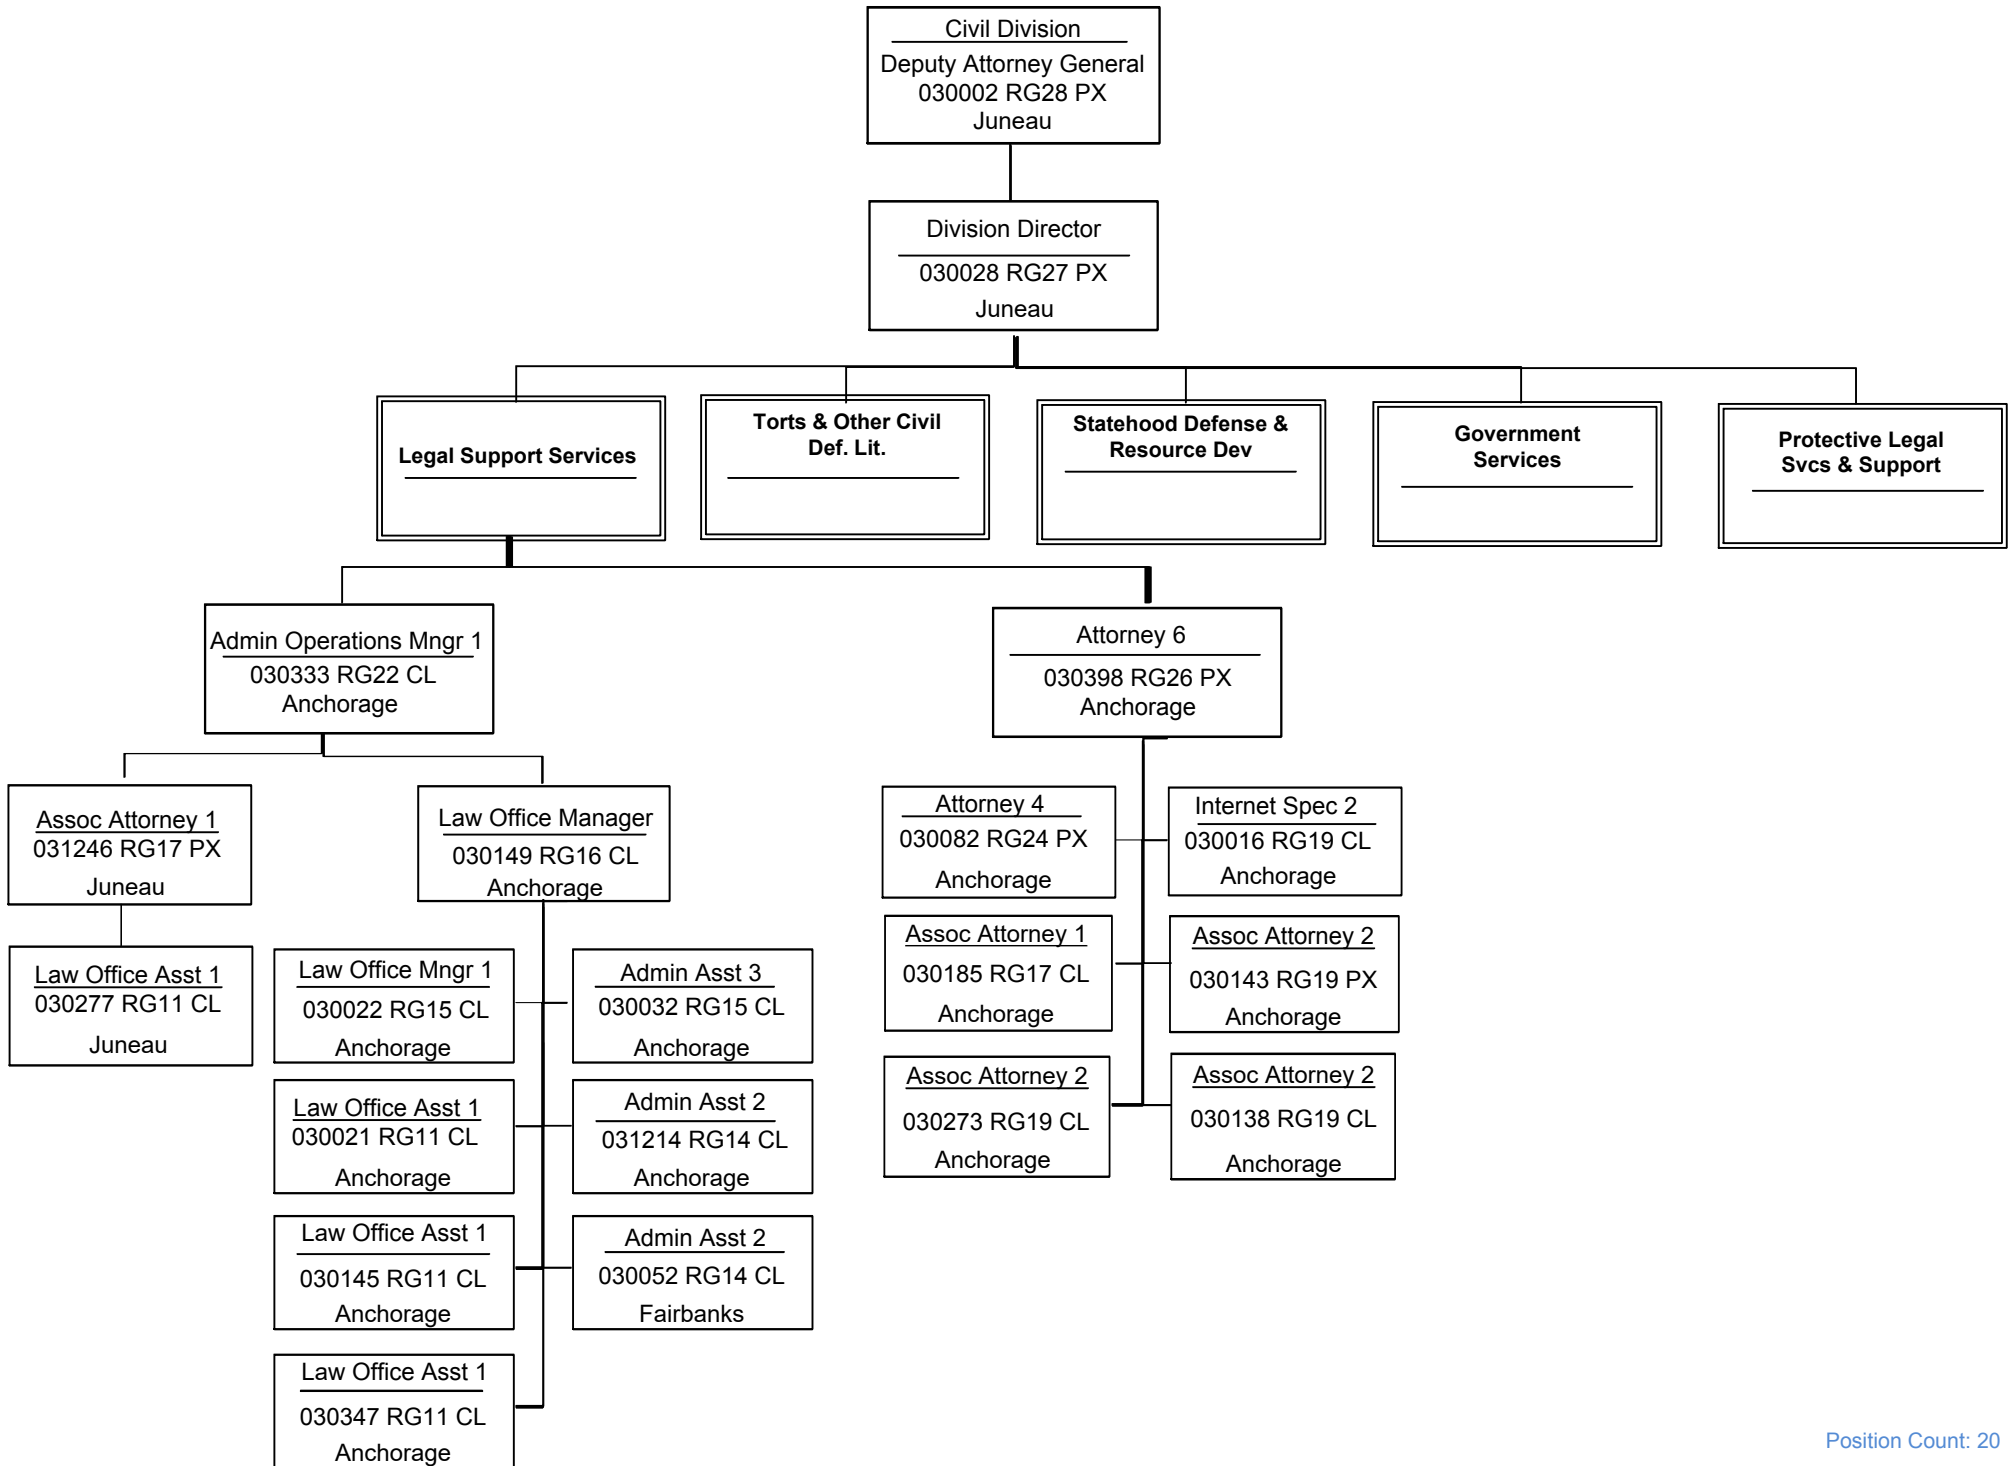 Civil Division
Deputy Attorney General
030002 RG28 PX
Juneau
Division Director
030028 RG27 PX
Juneau
Legal Support Services
Torts & Other Civil
Def. Lit.
Statehood Defense &
Resource Dev
Government
Services
Protective Legal
Svcs & Support
Admin Operations Mngr 1
030333 RG22 CL
Anchorage
Attorney 6
030398 RG26 PX
Anchorage
Assoc Attorney 1
031246 RG17 PX
Juneau
Law Office Asst 1
030277 RG11 CL
Juneau
Law Office Manager
030149 RG16 CL
Anchorage
Law Office Mngr 1
030022 RG15 CL
Anchorage
Admin Asst 3
030032 RG15 CL
Anchorage
Law Office Asst 1
030021 RG11 CL
Anchorage
Admin Asst 2
031214 RG14 CL
Anchorage
Law Office Asst 1
030145 RG11 CL
Anchorage
Admin Asst 2
030052 RG14 CL
Fairbanks
Law Office Asst 1
030347 RG11 CL
Anchorage
Attorney 4
030082 RG24 PX
Anchorage
Internet Spec 2
030016 RG19 CL
Anchorage
Assoc Attorney 1
030185 RG17 CL
Anchorage
Assoc Attorney 2
030143 RG19 PX
Anchorage
Assoc Attorney 2
030273 RG19 CL
Anchorage
Assoc Attorney 2
030138 RG19 CL
Anchorage
Position Count: 20